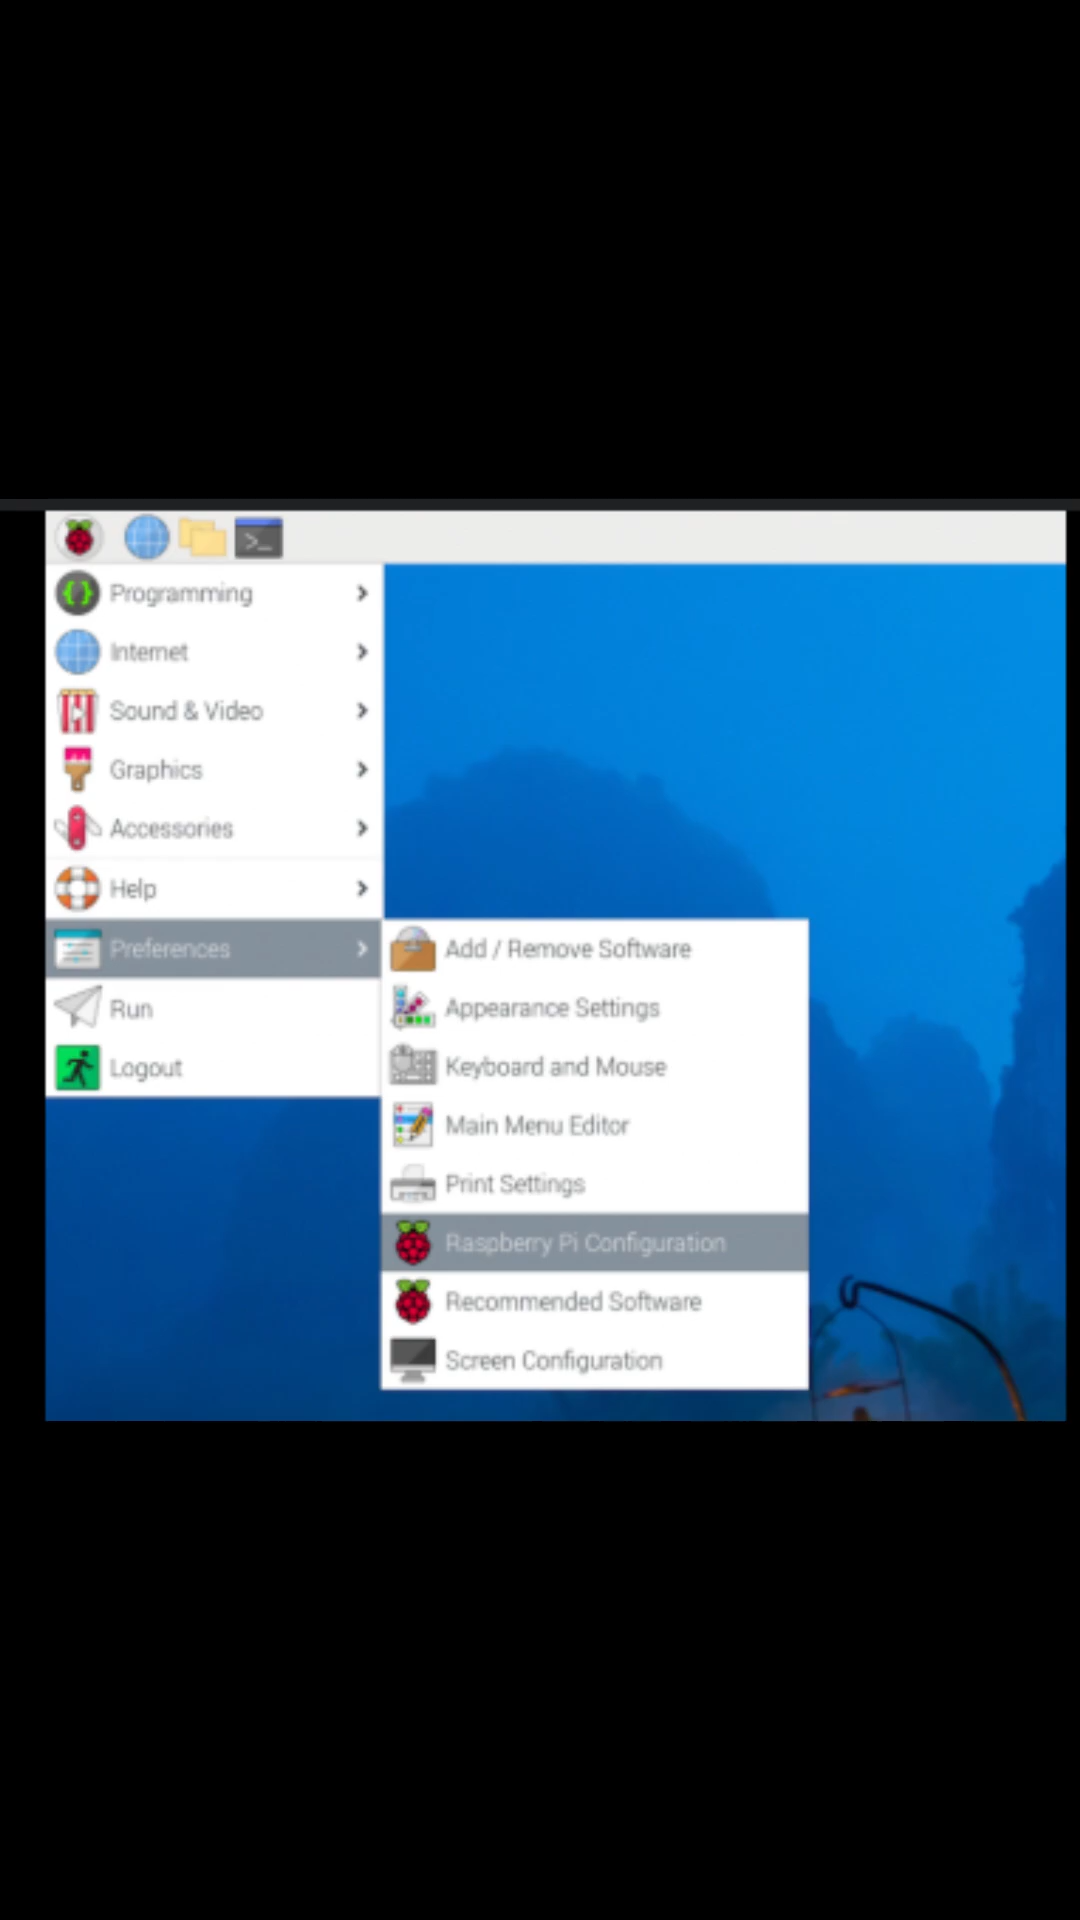 Programming
Internet
Sound & Video
Graphics
Accessories
Help
Preferences
Run
Logout
Add / Remove Software
Appearance Settings
Keyboard and Mouse
Main Menu Editor
Print Settings
Raspberry Pi Configuration
Recommended Software
Screen Configuration